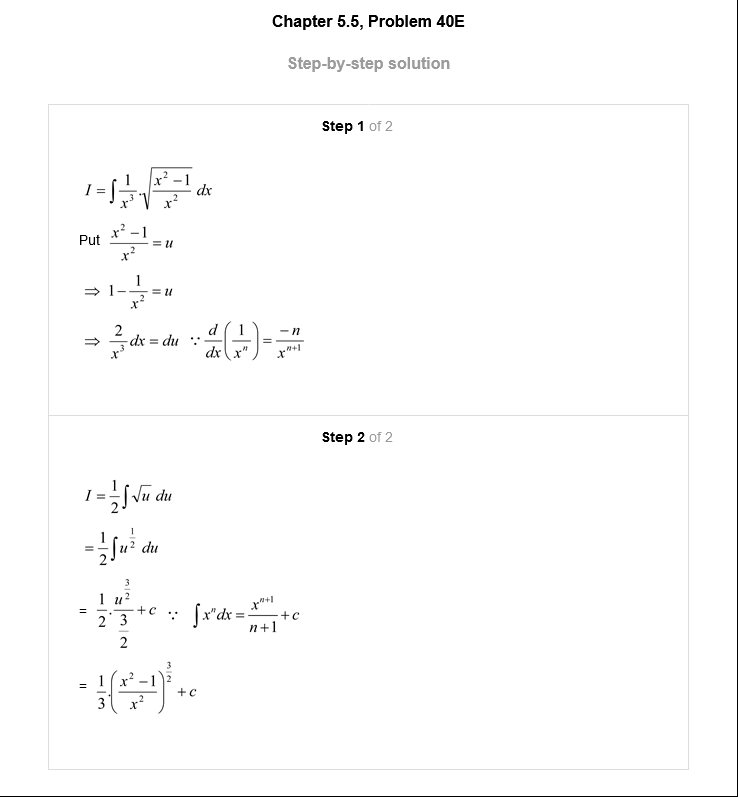 Chapter 5.5, Problem 40E
Step-by-step solution
Step 1 of 2
$I = \int \frac{1}{x^3} \cdot \sqrt{\frac{x^2-1}{x^2}} \, dx$
Put $\frac{x^2-1}{x^2} = u$
$\Rightarrow 1 - \frac{1}{x^2} = u$
$\Rightarrow \frac{2}{x^3} dx = du \quad \because \frac{d}{dx}\left(\frac{1}{x^n}\right) = \frac{-n}{x^{n+1}}$
Step 2 of 2
$I = \frac{1}{2} \int \sqrt{u} \, du$
$= \frac{1}{2} \int u^{\frac{1}{2}} \, du$
$= \frac{1}{2} \cdot \frac{u^{\frac{3}{2}}}{\frac{3}{2}} + c \quad \because \int x^n dx = \frac{x^{n+1}}{n+1} + c$
$= \frac{1}{3} \cdot \left(\frac{x^2-1}{x^2}\right)^{\frac{3}{2}} + c$